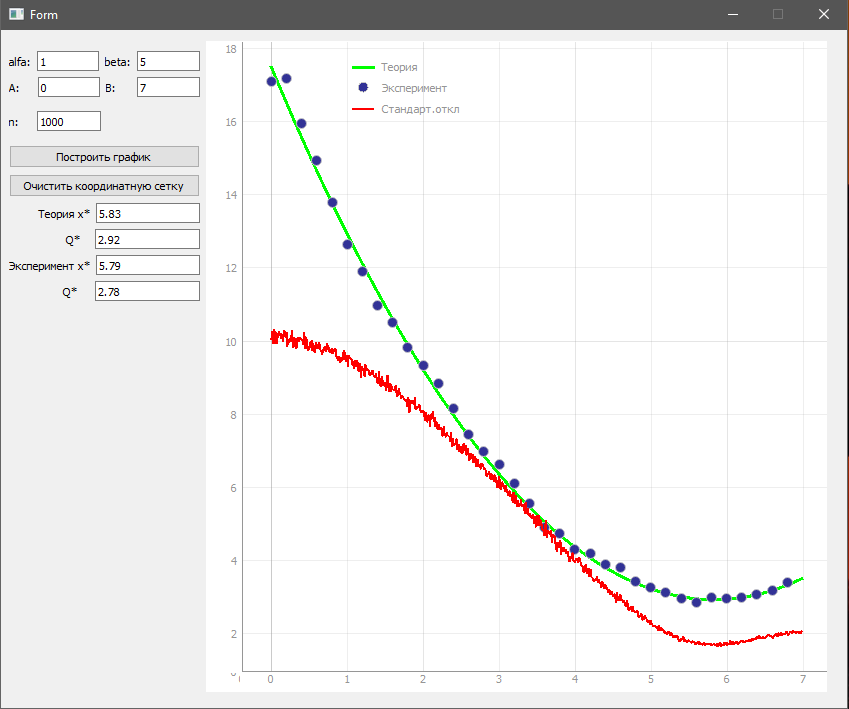 Form
alfa: 1 beta: 5
A: 0 B: 7
n: 1000
Построить график
Очистить координатную сетку
Теория x* 5.83
Q* 2.92
Эксперимент x* 5.79
Q* 2.78
Теория
Эксперимент
Стандарт.откл
18
16
14
12
10
8
6
4
2
0 1 2 3 4 5 6 7